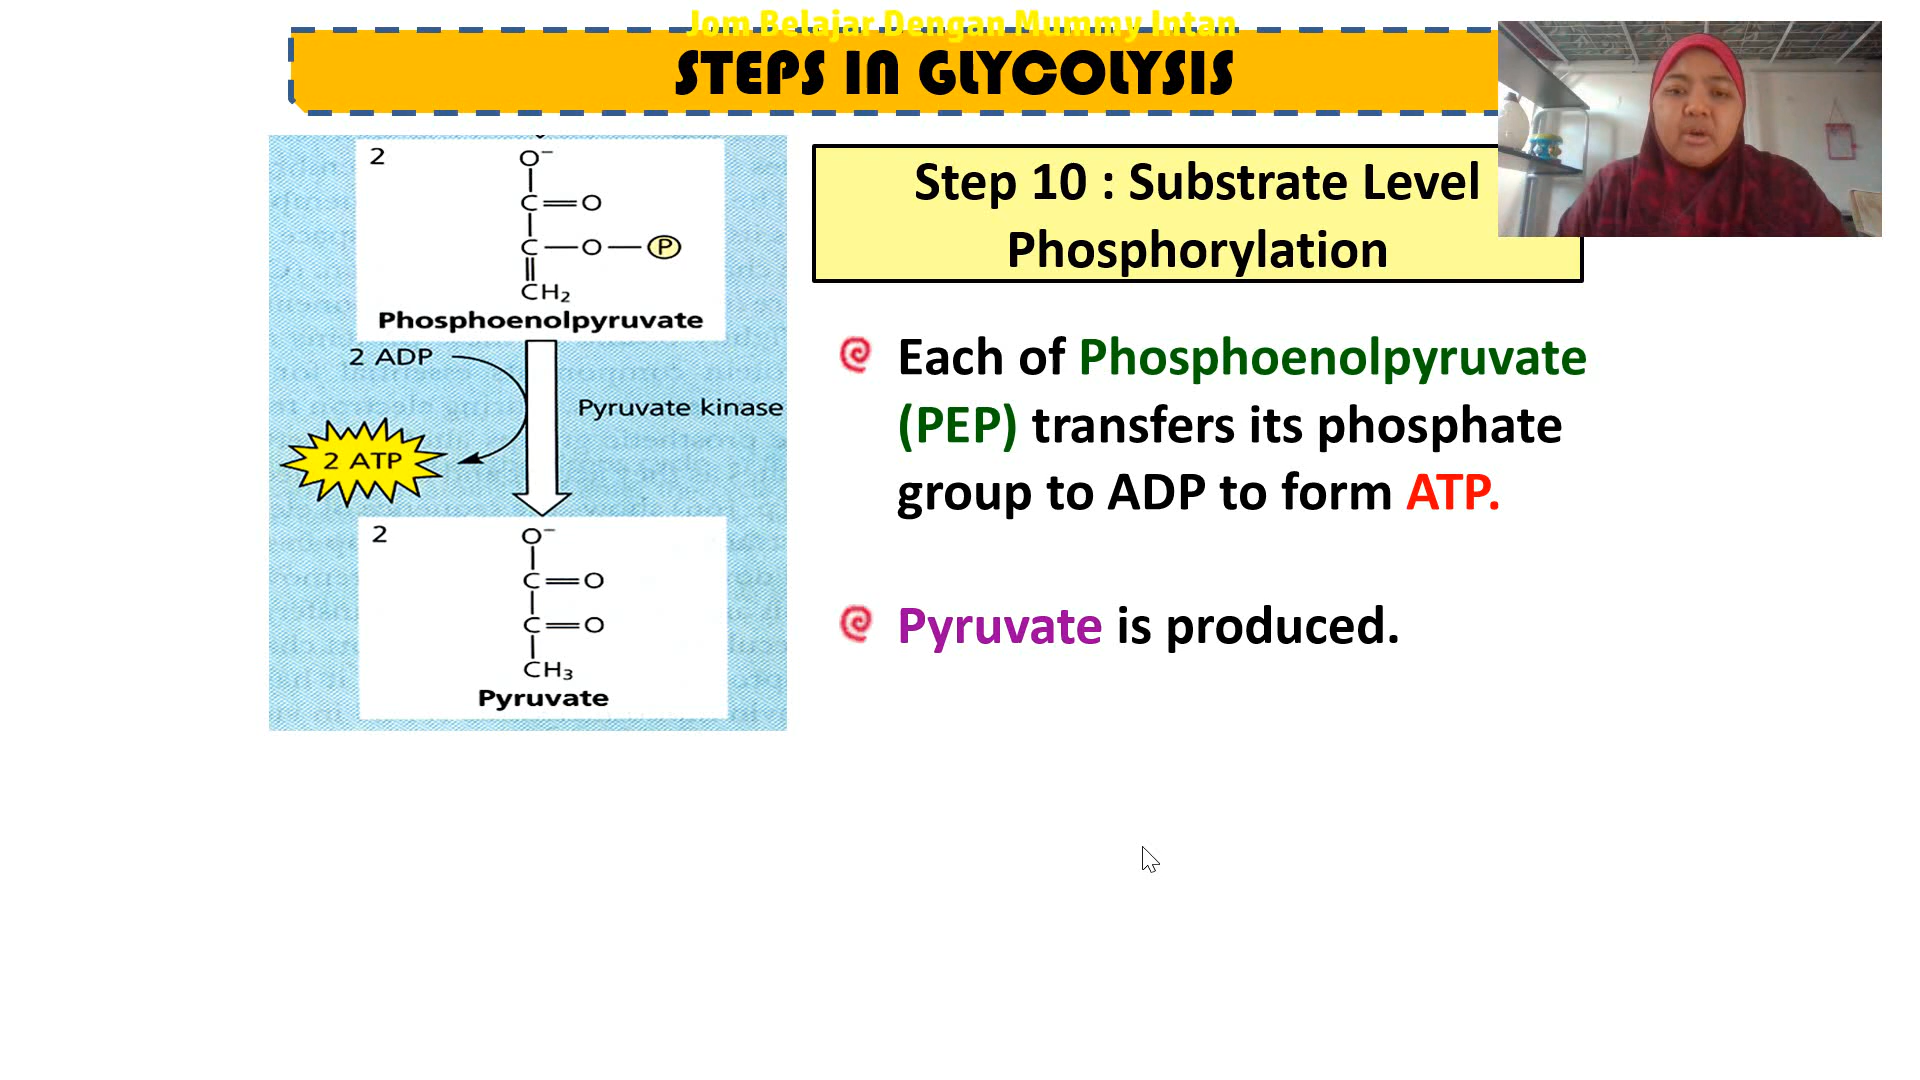 Jom Belajar Dengan Mummy Intan
STEPS IN GLYCOLYSIS
2
O⁻
C=O
C—O—P
CH₂
Phosphoenolpyruvate
2 ADP
Pyruvate kinase
2 ATP
2
O⁻
C=O
C=O
CH₃
Pyruvate
Step 10 : Substrate Level
Phosphorylation
Each of Phosphoenolpyruvate
(PEP) transfers its phosphate
group to ADP to form ATP.
Pyruvate is produced.